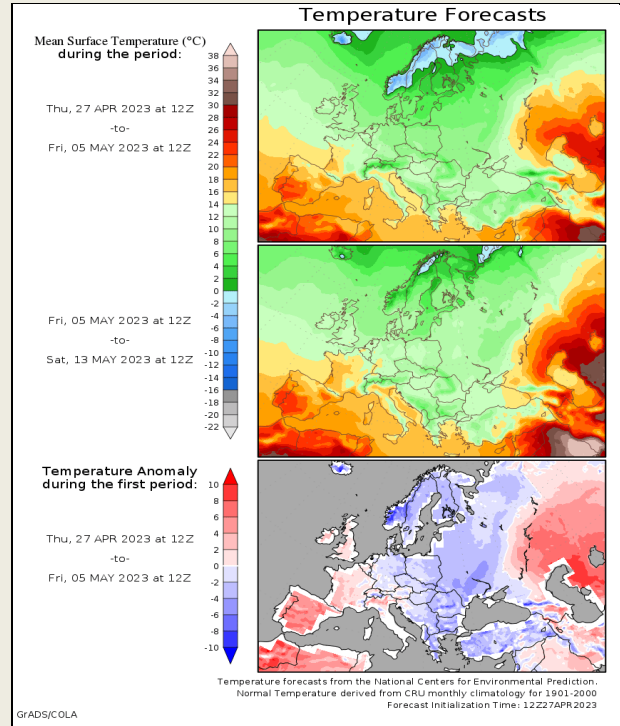 Temperature Forecasts
Mean Surface Temperature (°C)
during the period:
Thu, 27 APR 2023 at 12Z
-to-
Fri, 05 MAY 2023 at 12Z
38
36
34
32
30
28
26
24
22
20
18
16
14
12
10
8
6
4
2
0
-2
-4
-6
-8
-10
-12
-14
-16
-18
-20
-22
Fri, 05 MAY 2023 at 12Z
-to-
Sat, 13 MAY 2023 at 12Z
Temperature Anomaly
during the first period:
Thu, 27 APR 2023 at 12Z
-to-
Fri, 05 MAY 2023 at 12Z
10
8
6
4
2
0
-2
-4
-6
-8
-10
Temperature forecasts from the National Centers for Environmental Prediction.
Normal Temperature derived from CRU monthly climatology for 1901-2000
Forecast Initialization Time: 12Z27APR2023
GrADS/COLA